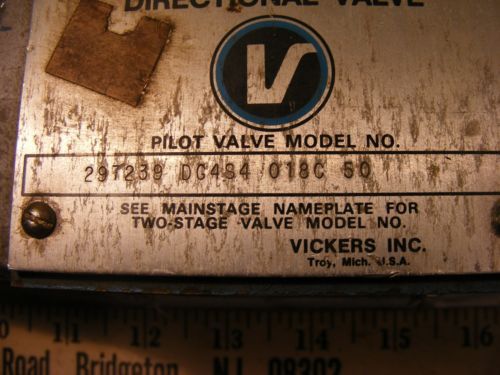 DIRECTIONAL VALVE
V
PILOT VALVE MODEL NO.
297239 DG4S4 018C 50
SEE MAINSTAGE NAMEPLATE FOR
TWO-STAGE VALVE MODEL NO.
VICKERS INC.
Troy, Mich. U.S.A.
0 11 12 13 14 15 16
Road Bridgeton, NJ 08302